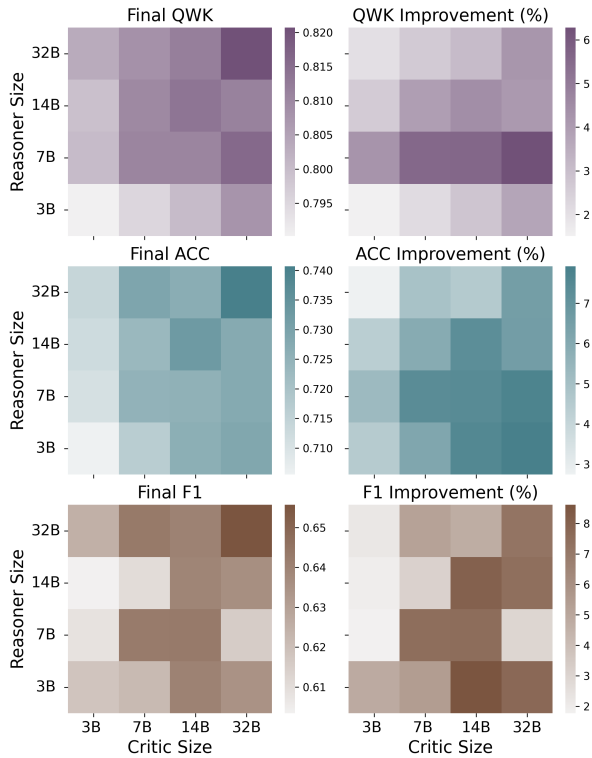 Final QWK
QWK Improvement (%)
Reasoner Size
32B
14B
7B
3B
0.820
0.815
0.810
0.805
0.800
0.795
6
5
4
3
2
Final ACC
ACC Improvement (%)
Reasoner Size
32B
14B
7B
3B
0.740
0.735
0.730
0.725
0.720
0.715
0.710
7
6
5
4
3
Final F1
F1 Improvement (%)
Reasoner Size
32B
14B
7B
3B
0.65
0.64
0.63
0.62
0.61
8
7
6
5
4
3
2
3B 7B 14B 32B
Critic Size
3B 7B 14B 32B
Critic Size